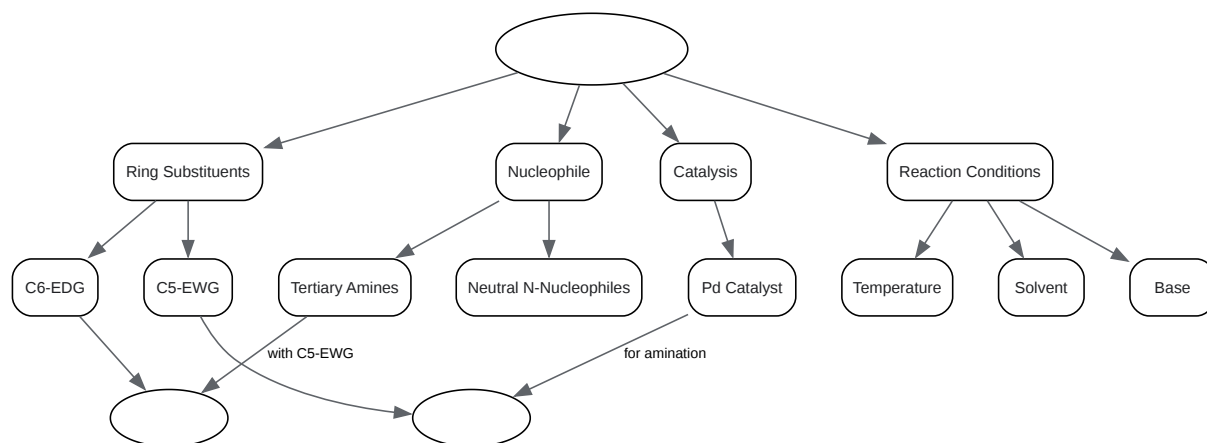 Ring Substituents
Nucleophile
Catalysis
Reaction Conditions
C6-EDG
C5-EWG
Tertiary Amines
Neutral N-Nucleophiles
Pd Catalyst
Temperature
Solvent
Base
with C5-EWG
for amination